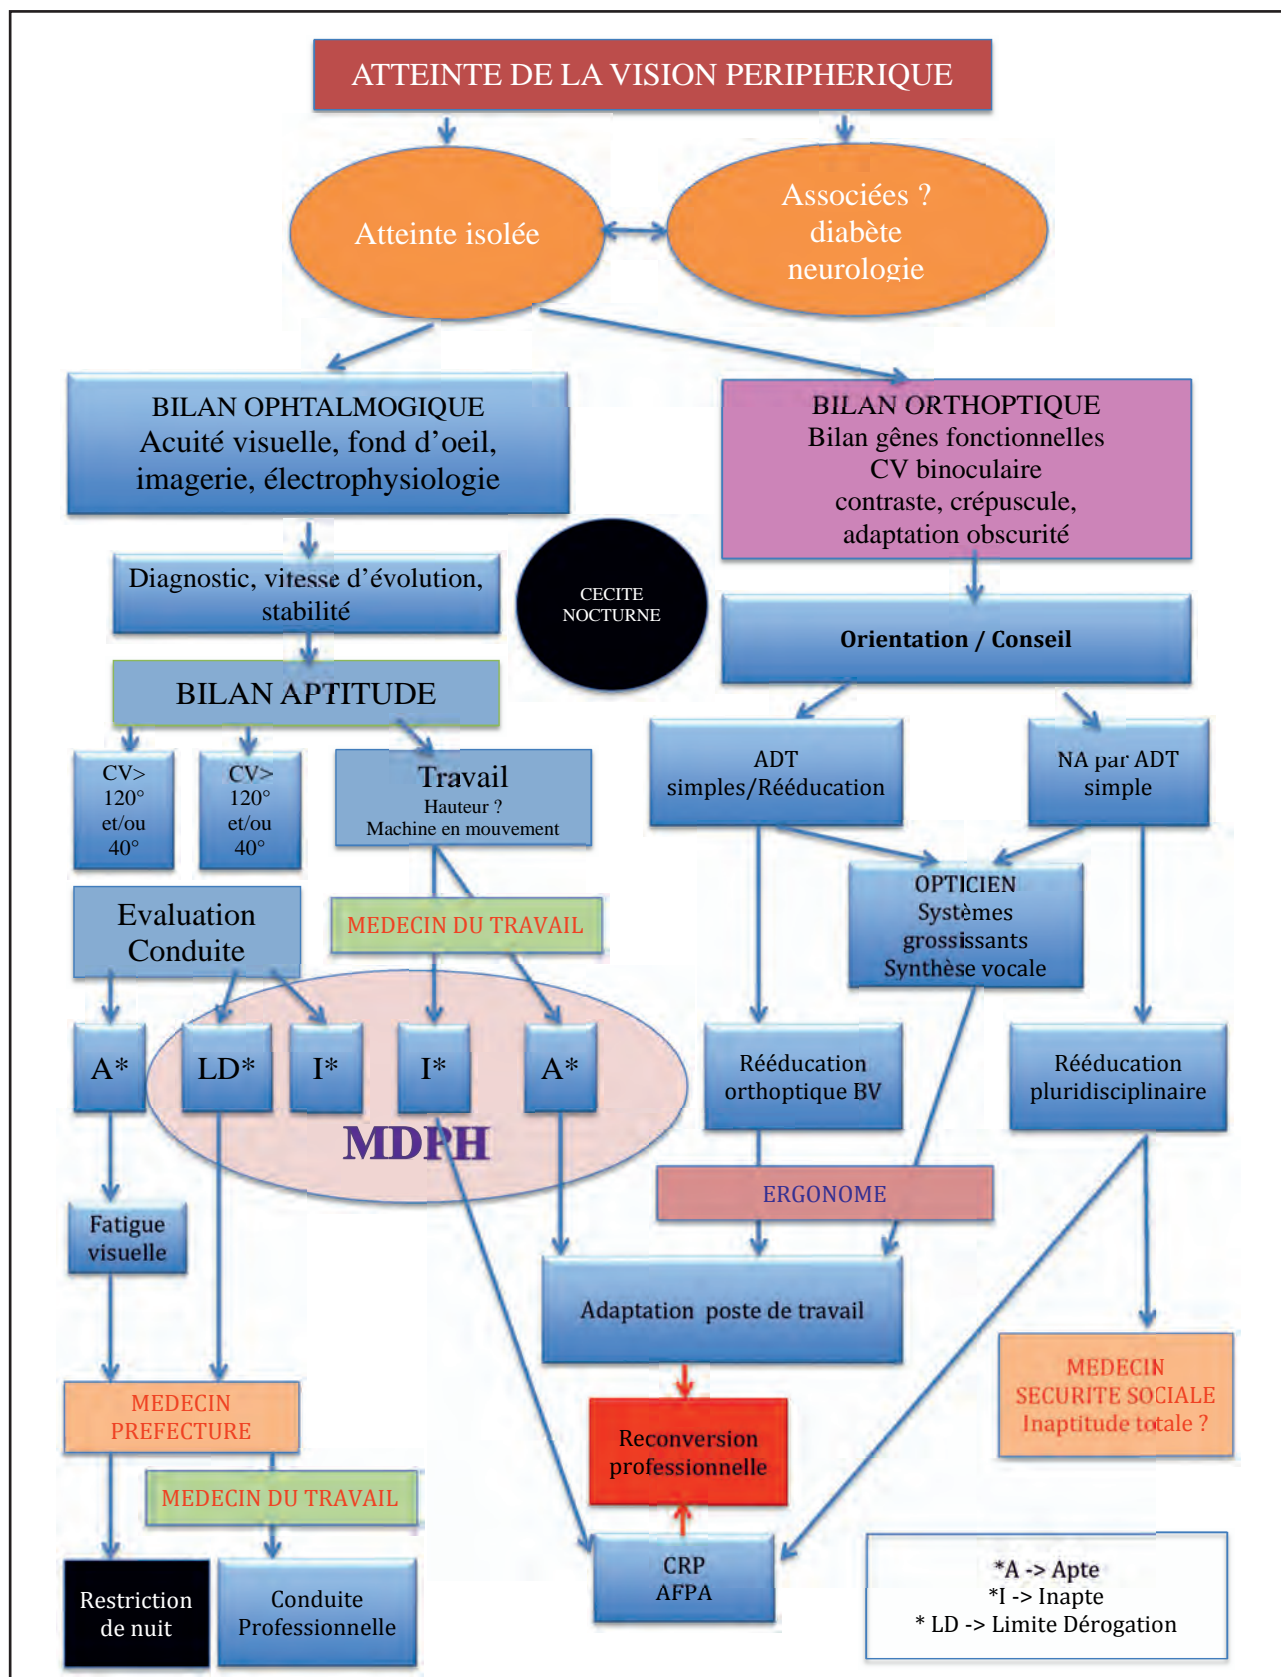 ATTEINTE DE LA VISION PERIPHERIQUE
Atteinte isolée
Associées ?
diabète
neurologie
BILAN OPHTALMOGIQUE
Acuité visuelle, fond d'oeil,
imagerie, électrophysiologie
BILAN ORTHOPTIQUE
Bilan gênes fonctionnelles
CV binoculaire
contraste, crépuscule,
adaptation obscurité
Diagnostic, vitesse d'évolution,
stabilité
CECITE
NOCTURNE
Orientation / Conseil
BILAN APTITUDE
CV>
120°
et/ou
40°
CV>
120°
et/ou
40°
Travail
Hauteur ?
Machine en mouvement
ADT
simples/Rééducation
NA par ADT
simple
Evaluation
Conduite
MEDECIN DU TRAVAIL
OPTICIEN
Systèmes
grossissants
Synthèse vocale
A*
LD*
I*
I*
A*
MDPH
Rééducation
orthoptique BV
Rééducation
pluridisciplinaire
ERGONOME
Fatigue
visuelle
Adaptation poste de travail
MEDECIN
PREFECTURE
MEDECIN
SECURITE SOCIALE
Inaptitude totale ?
Reconversion
professionnelle
MEDECIN DU TRAVAIL
Restriction
de nuit
Conduite
Professionnelle
CRP
AFPA
*A -> Apte
*I -> Inapte
* LD -> Limite Dérogation